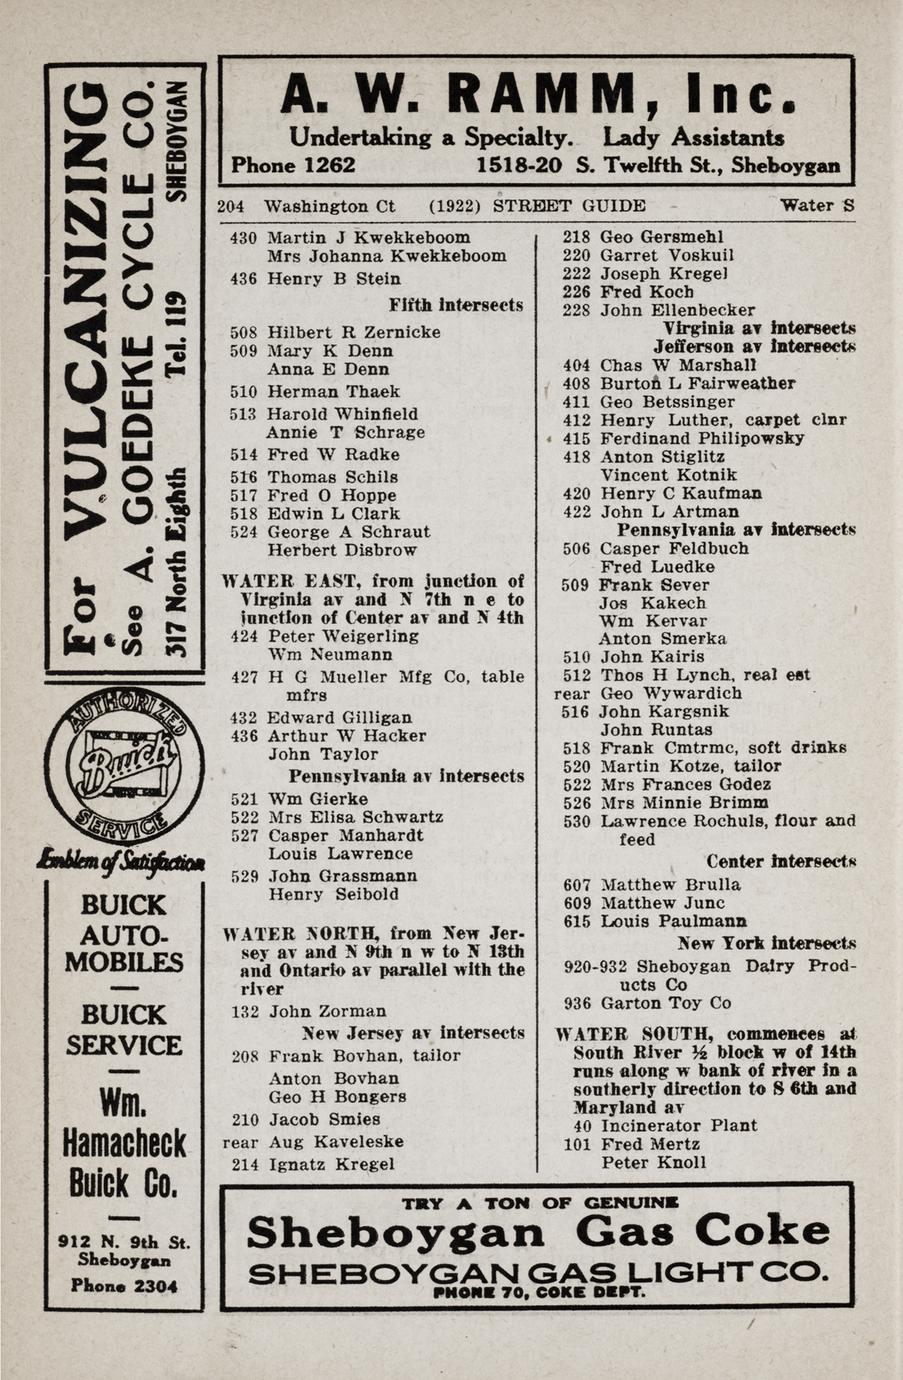 For VULCANIZING
See A. GOEDEKE CYCLE CO.
317 North Eighth Tel. 119 SHEBOYGAN
AUTHORIZED
Buick
SERVICE
Emblem of Satisfaction
BUICK
AUTO-
MOBILES
BUICK
SERVICE
Wm.
Hamacheck
Buick Co.
912 N. 9th St.
Sheboygan
Phone 2304
A. W. RAMM, Inc.
Undertaking a Specialty. Lady Assistants
Phone 1262 1518-20 S. Twelfth St., Sheboygan
204 Washington Ct (1922) STREET GUIDE Water S
430 Martin J Kwekkeboom
Mrs Johanna Kwekkeboom
436 Henry B Stein
Fifth intersects
508 Hilbert R Zernicke
509 Mary K Denn
Anna E Denn
510 Herman Thaek
513 Harold Whinfield
Annie T Schrage
514 Fred W Radke
516 Thomas Schils
517 Fred O Hoppe
518 Edwin L Clark
524 George A Schraut
Herbert Disbrow
WATER EAST, from junction of
Virginia av and N 7th n e to
junction of Center av and N 4th
424 Peter Weigerling
Wm Neumann
427 H G Mueller Mfg Co, table
mfrs
432 Edward Gilligan
436 Arthur W Hacker
John Taylor
Pennsylvania av intersects
521 Wm Gierke
522 Mrs Elisa Schwartz
527 Casper Manhardt
Louis Lawrence
529 John Grassmann
Henry Seibold
WATER NORTH, from New Jer-
sey av and N 9th n w to N 13th
and Ontario av parallel with the
river
132 John Zorman
New Jersey av intersects
208 Frank Bovhan, tailor
Anton Bovhan
Geo H Bongers
210 Jacob Smies
rear Aug Kaveleske
214 Ignatz Kregel
218 Geo Gersmehl
220 Garret Voskuil
222 Joseph Kregel
226 Fred Koch
228 John Ellenbecker
Virginia av intersects
Jefferson av intersects
404 Chas W Marshall
408 Burton L Fairweather
411 Geo Betssinger
412 Henry Luther, carpet clnr
415 Ferdinand Philipowsky
418 Anton Stiglitz
Vincent Kotnik
420 Henry C Kaufman
422 John L Artman
Pennsylvania av intersects
506 Casper Feldbuch
Fred Luedke
509 Frank Sever
Jos Kakech
Wm Kervar
Anton Smerka
510 John Kairis
512 Thos H Lynch, real est
rear Geo Wywardich
516 John Kargsnik
John Runtas
518 Frank Cmtrmc, soft drinks
520 Martin Kotze, tailor
522 Mrs Frances Godez
526 Mrs Minnie Brimm
530 Lawrence Rochuls, flour and
feed
Center intersects
607 Matthew Brulla
609 Matthew Junc
615 Louis Paulmann
New York intersects
920-932 Sheboygan Dairy Prod-
ucts Co
936 Garton Toy Co
WATER SOUTH, commences at
South River ½ block w of 14th
runs along w bank of river in a
southerly direction to S 6th and
Maryland av
40 Incinerator Plant
101 Fred Mertz
Peter Knoll
TRY A TON OF GENUINE
Sheboygan Gas Coke
SHEBOYGAN GAS LIGHT CO.
PHONE 70, COKE DEPT.